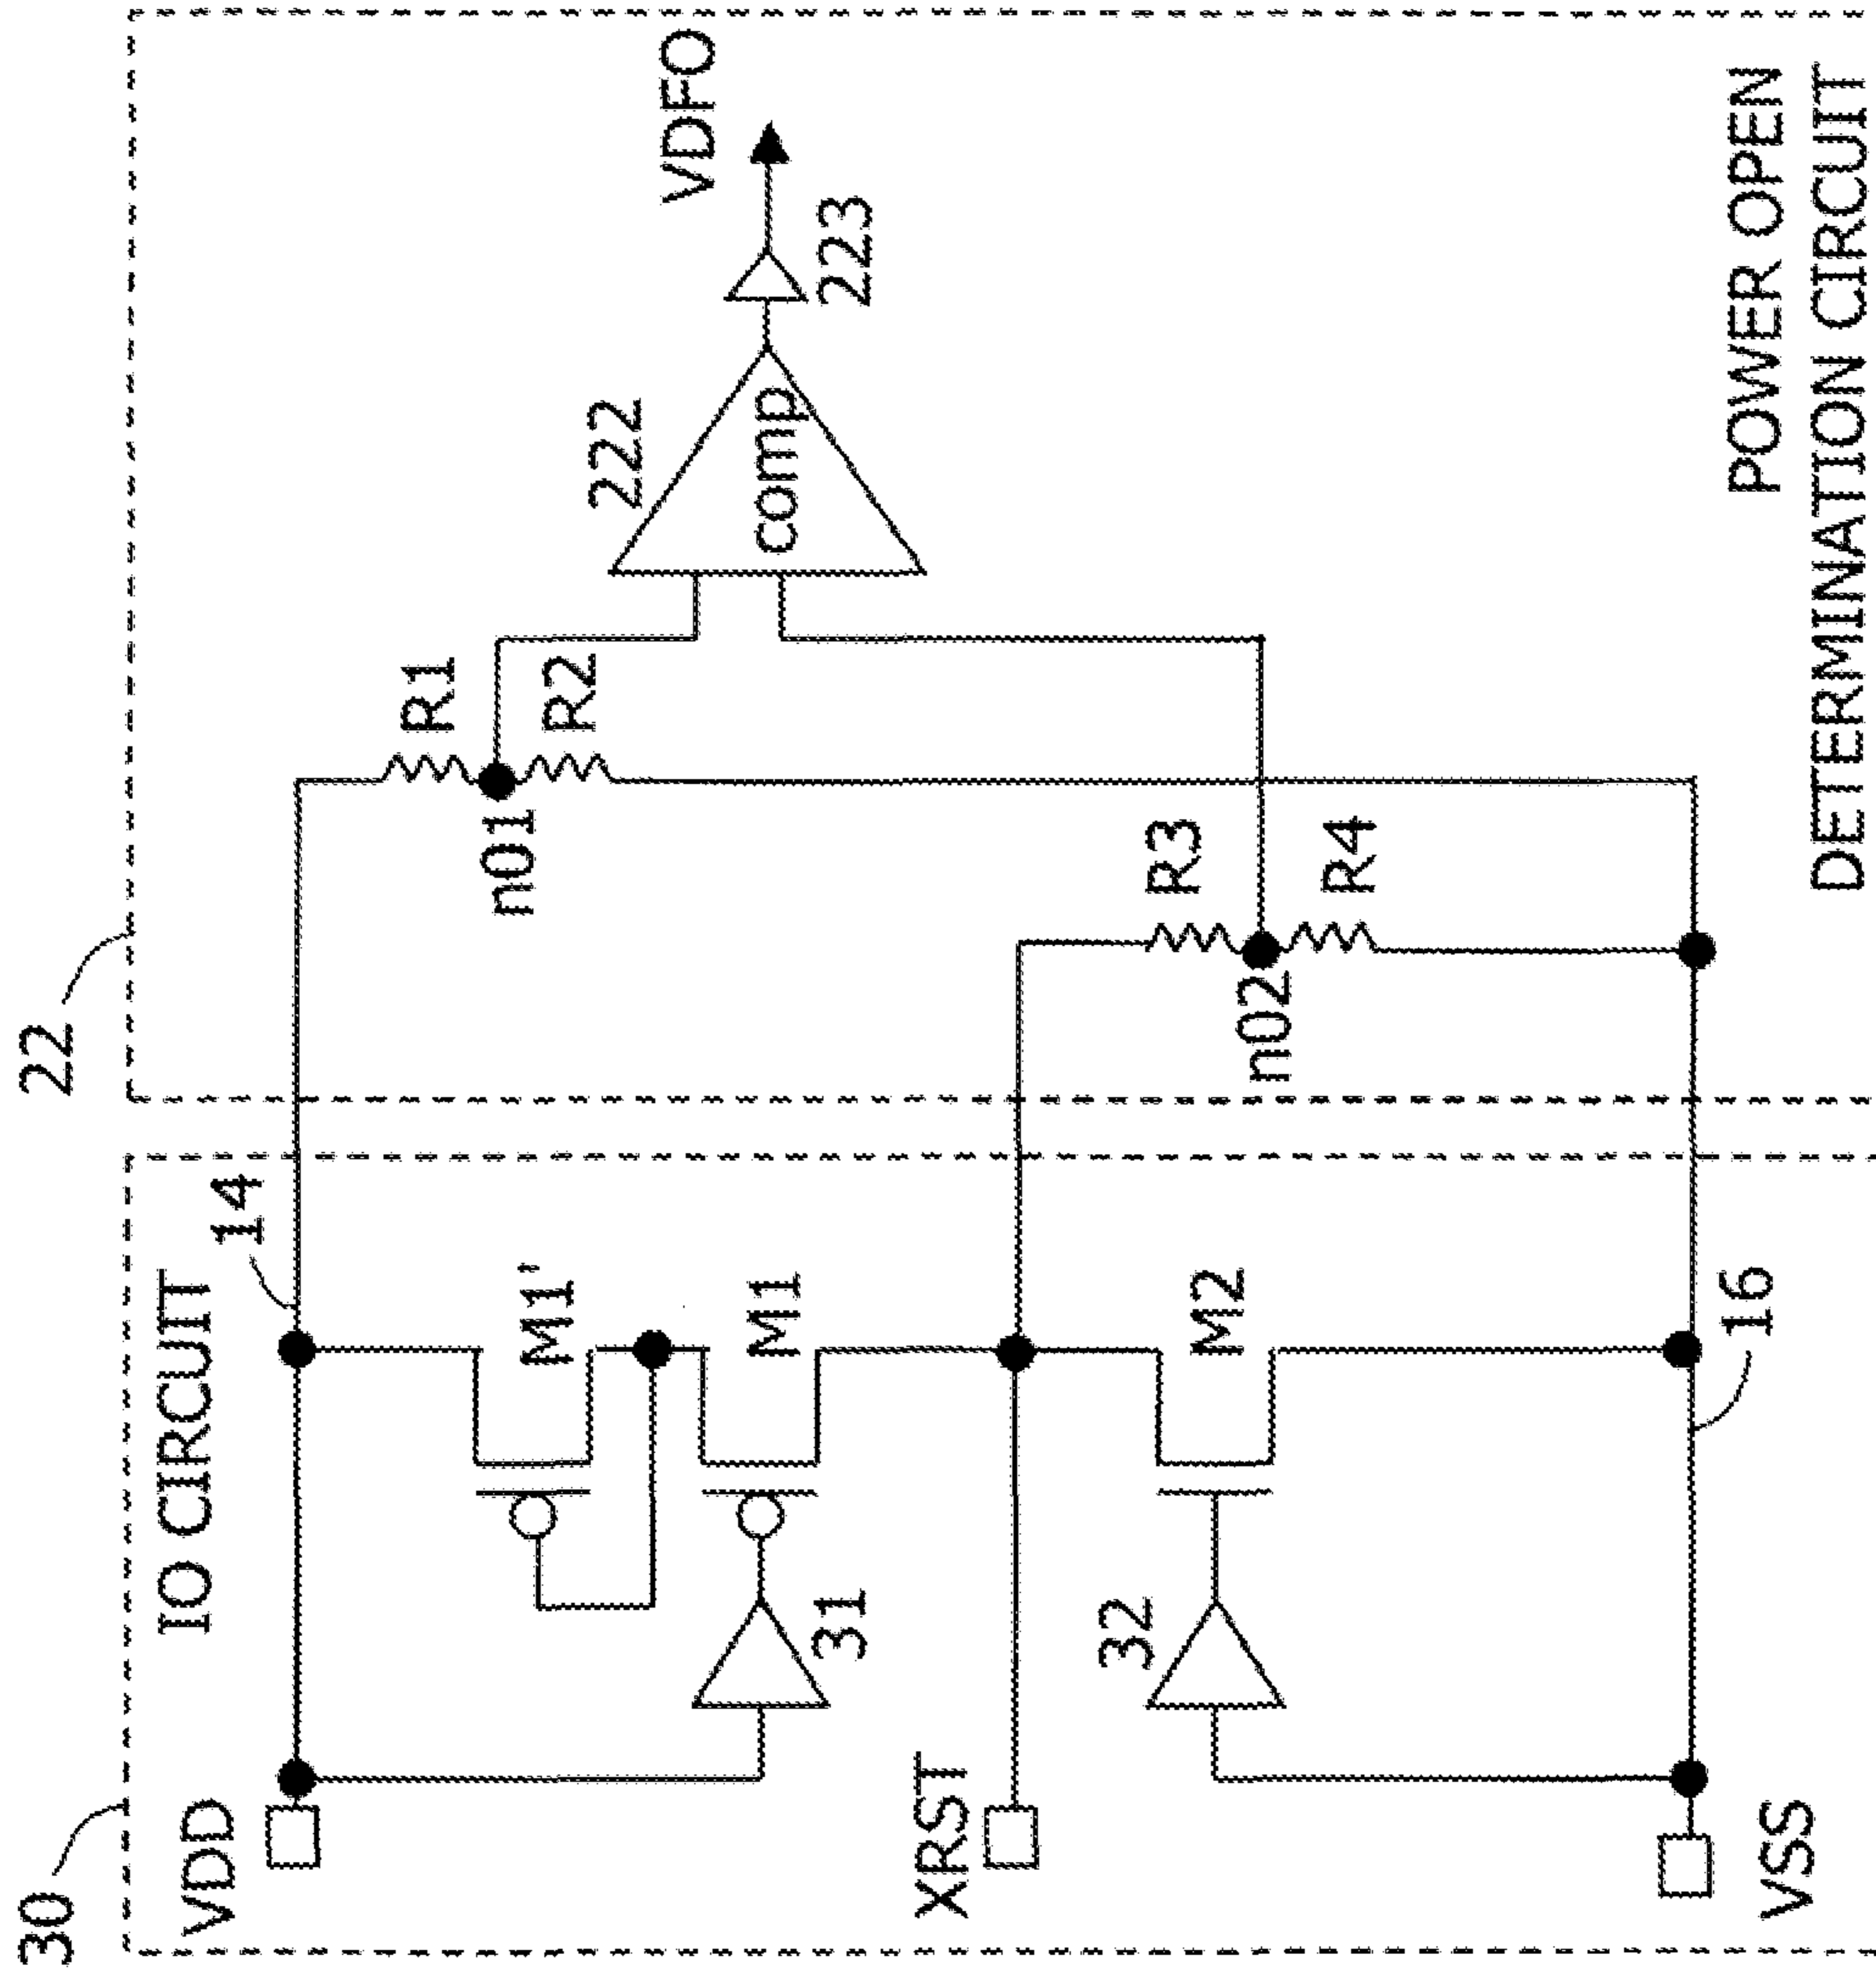 30
22
IO CIRCUIT
14
VDD
M1'
M1
31
XRST
32
M2
VSS
16
R1
n01
R2
R3
n02
R4
222
comp
223
VDFO
POWER OPEN
DETERMINATION CIRCUIT